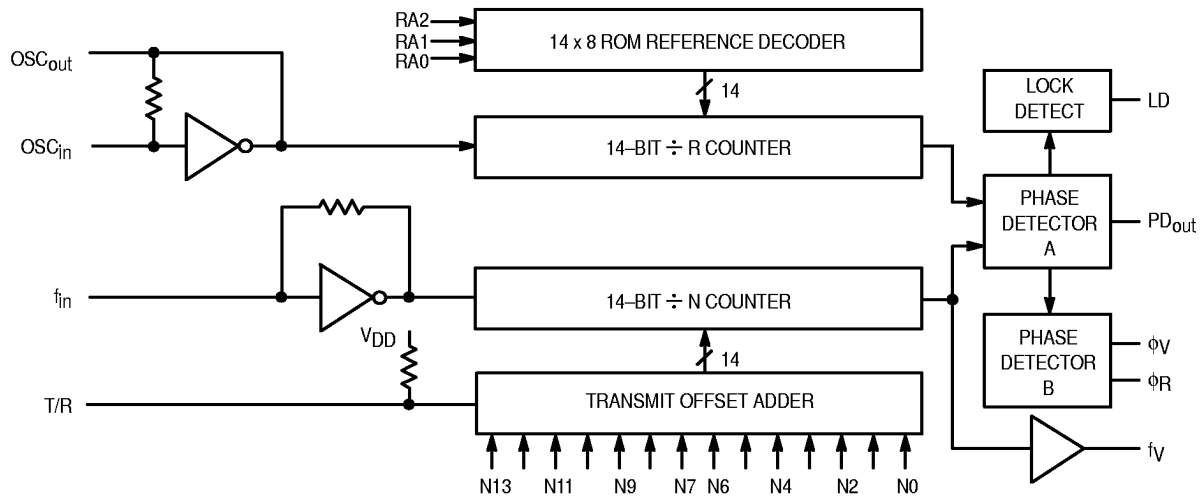 RA2
RA1
RA0
14 x 8 ROM REFERENCE DECODER
OSCout
14
LOCK
DETECT
LD
OSCin
14–BIT ÷ R COUNTER
PHASE
DETECTOR
A
PDout
fin
14–BIT ÷ N COUNTER
VDD
14
PHASE
DETECTOR
B
ϕV
ϕR
T/R
TRANSMIT OFFSET ADDER
fV
N13 N11 N9 N7 N6 N4 N2 N0